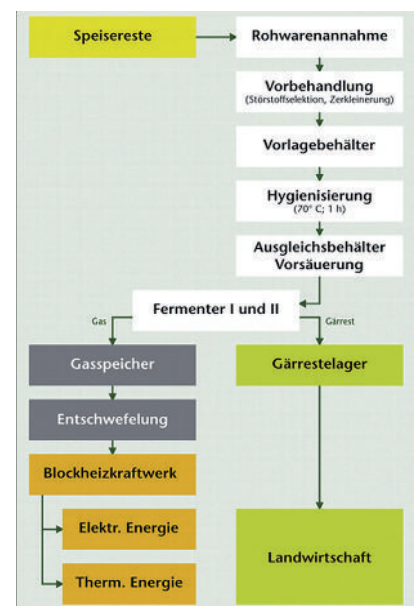 Speisereste
Rohwarenannahme
Vorbehandlung
(Störstoffselektion, Zerkleinerung)
Vorlagebehälter
Hygienisierung
(70° C; 1 h)
Ausgleichsbehälter
Vorsäuerung
Fermenter I und II
Gas
Gärrest
Gasspeicher
Gärrestelager
Entschwefelung
Blockheizkraftwerk
Elektr. Energie
Landwirtschaft
Therm. Energie